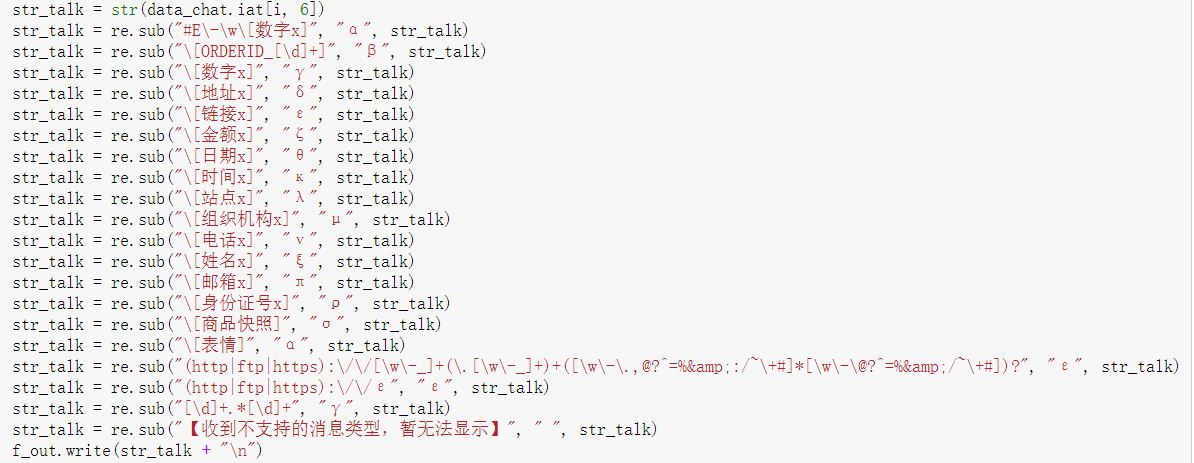 str_talk = str(data_chat.iat[i, 6])
str_talk = re.sub("#E\-\w\[数字x]", "α", str_talk)
str_talk = re.sub("\[ORDERID_[\d]+]", "β", str_talk)
str_talk = re.sub("\[数字x]", "γ", str_talk)
str_talk = re.sub("\[地址x]", "δ", str_talk)
str_talk = re.sub("\[链接x]", "ε", str_talk)
str_talk = re.sub("\[金额x]", "ζ", str_talk)
str_talk = re.sub("\[日期x]", "θ", str_talk)
str_talk = re.sub("\[时间x]", "κ", str_talk)
str_talk = re.sub("\[站点x]", "λ", str_talk)
str_talk = re.sub("\[组织机构x]", "μ", str_talk)
str_talk = re.sub("\[电话x]", "ν", str_talk)
str_talk = re.sub("\[姓名x]", "ξ", str_talk)
str_talk = re.sub("\[邮箱x]", "π", str_talk)
str_talk = re.sub("\[身份证号x]", "ρ", str_talk)
str_talk = re.sub("\[商品快照]", "σ", str_talk)
str_talk = re.sub("\[表情]", "α", str_talk)
str_talk = re.sub("(http|ftp|https):\/\/[\w\-_]+(\.[\w\-_]+)+([\w\-\.,@?^=%&amp;:/~\+#]*[\w\-\@?^=%&amp;/~\+#])?", "ε", str_talk)
str_talk = re.sub("(http|ftp|https):\/\/ε", "ε", str_talk)
str_talk = re.sub("[\d]+.*[\d]+", "γ", str_talk)
str_talk = re.sub("【收到不支持的消息类型，暂无法显示】", " ", str_talk)
f_out.write(str_talk + "\n")